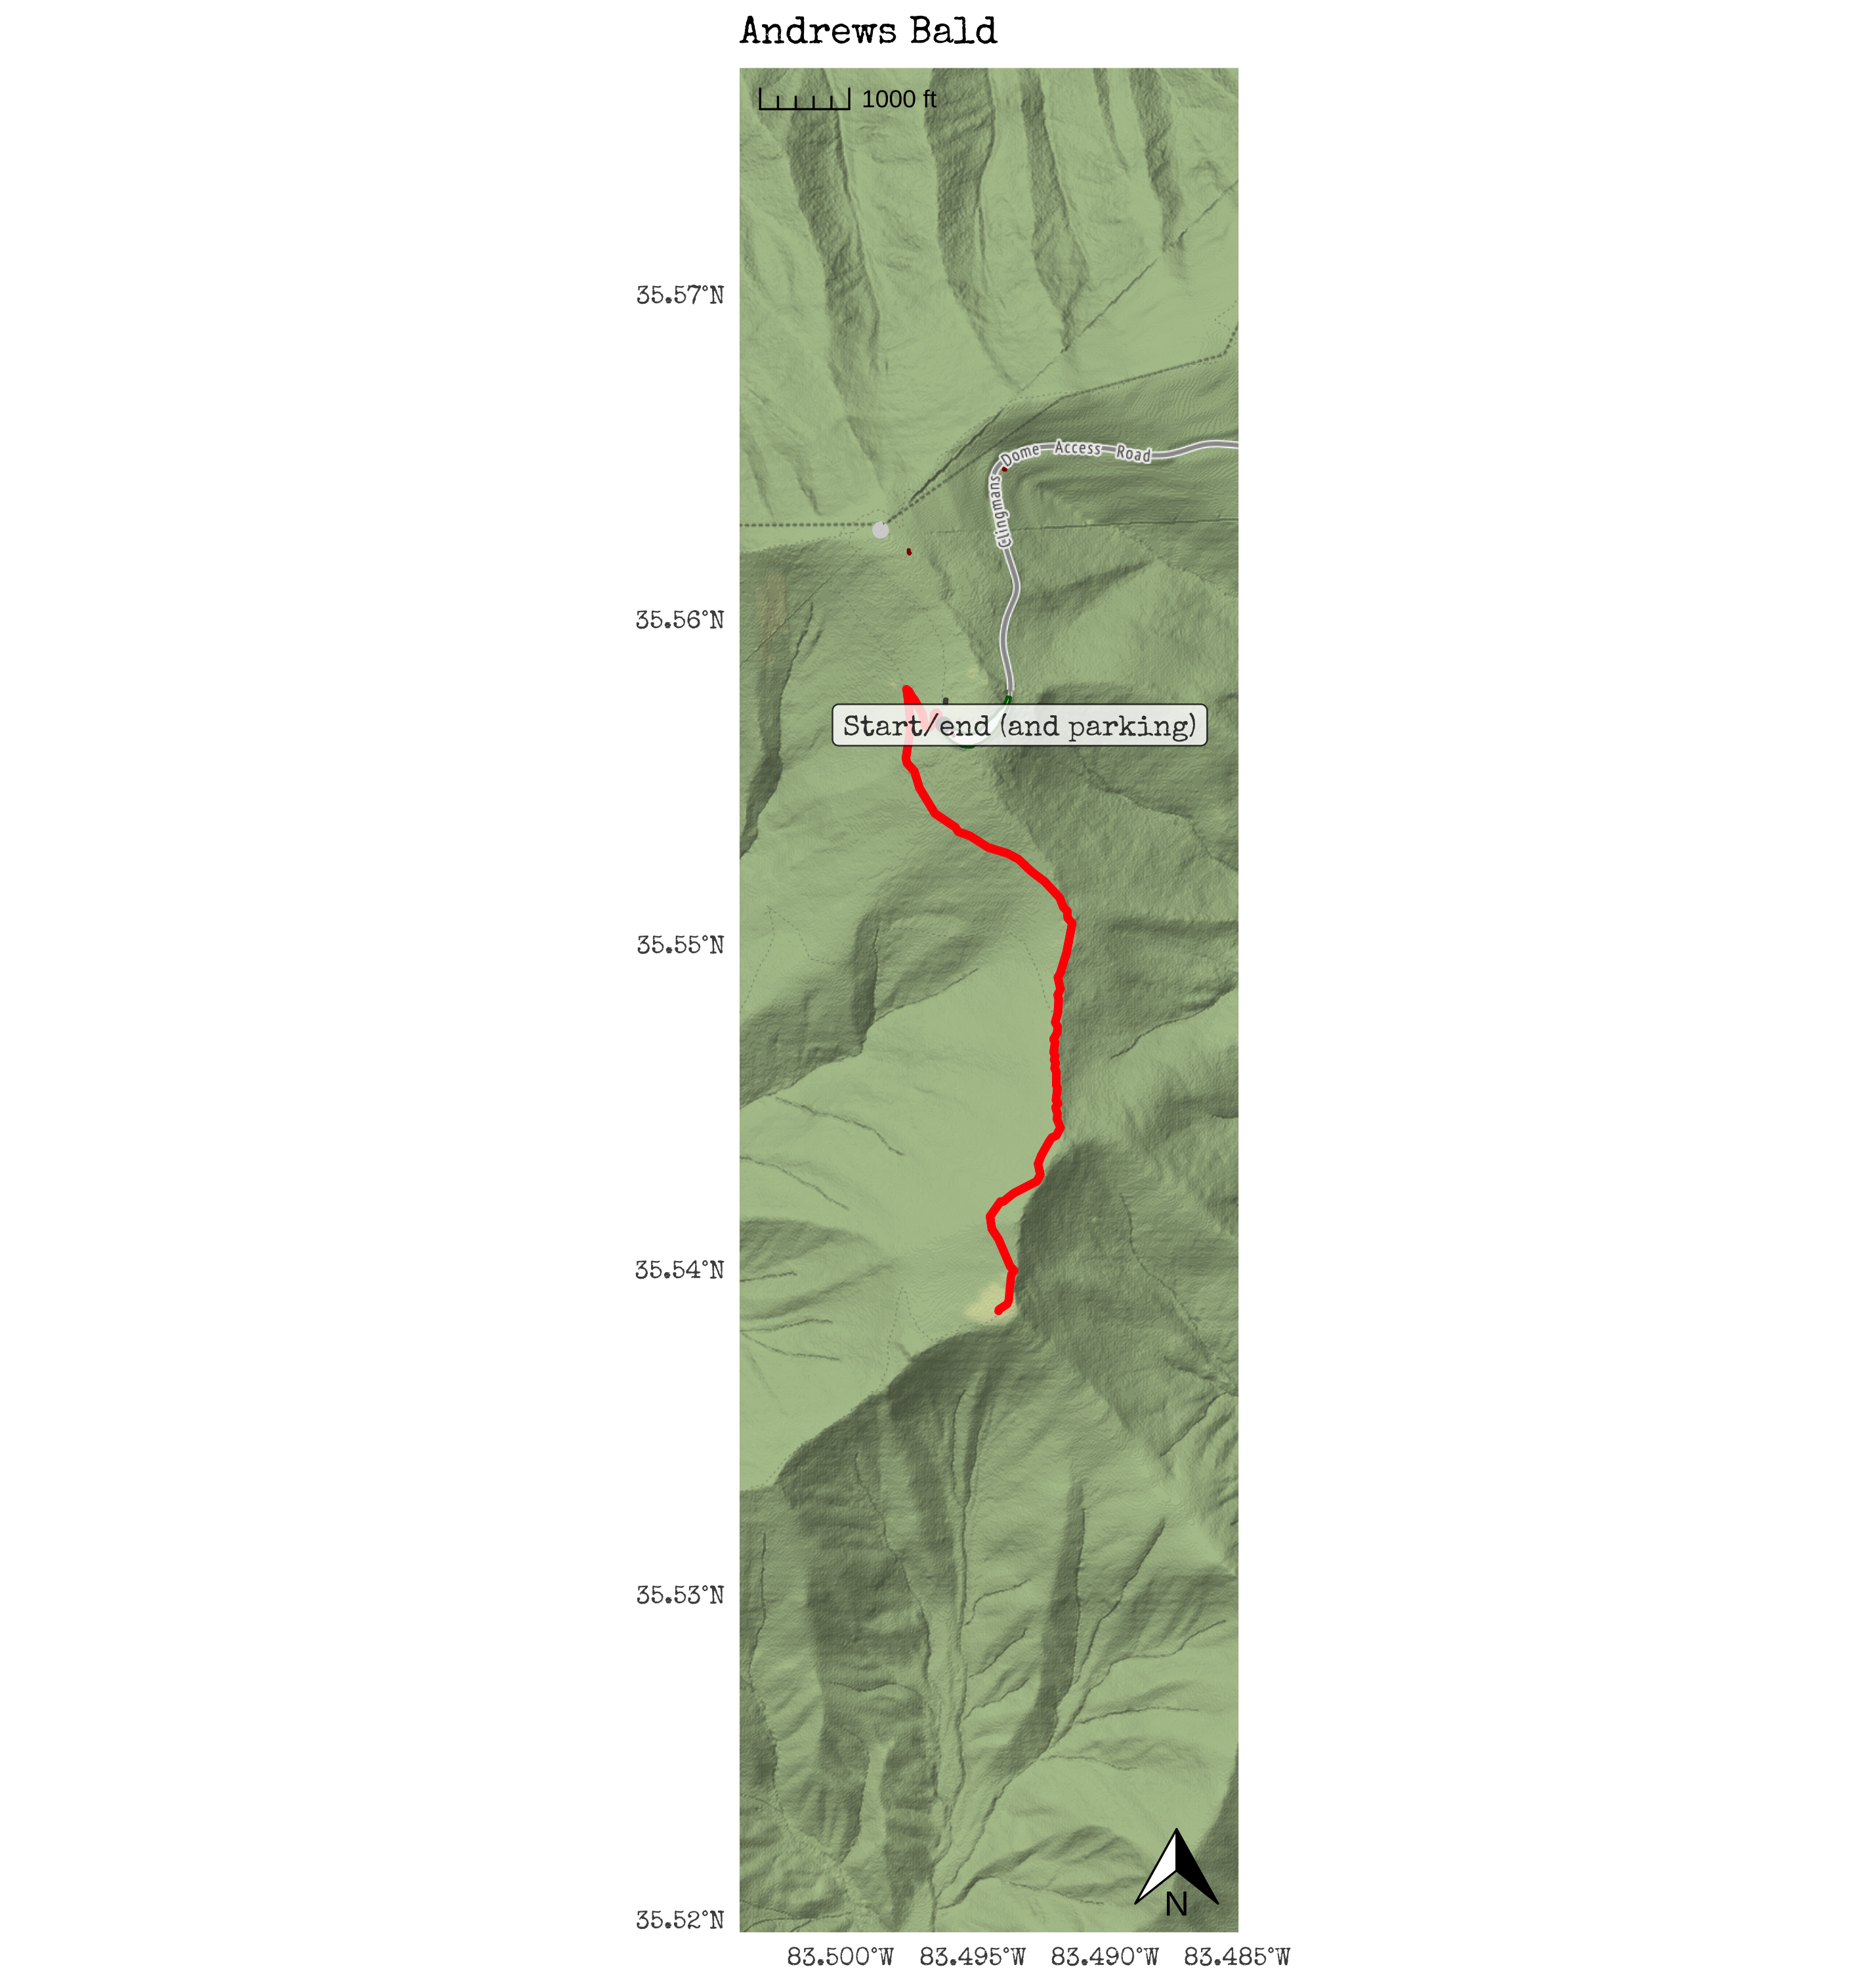 Andrews Bald
1000 ft
35.57°N
Clingmans Dome Access Road
35.56°N
Start/end (and parking)
35.55°N
35.54°N
35.53°N
N
35.52°N
83.500°W 83.495°W 83.490°W 83.485°W